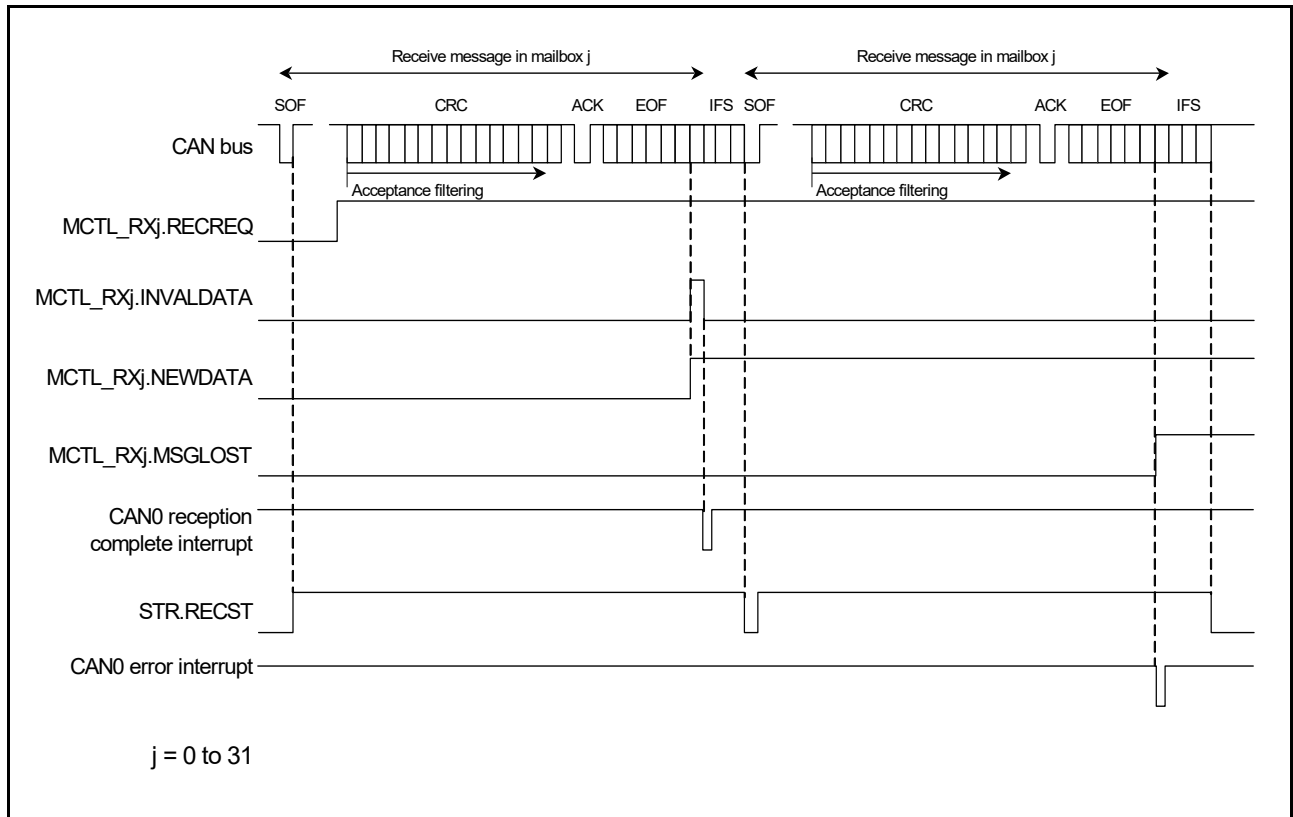 Receive message in mailbox j Receive message in mailbox j
SOF CRC ACK EOF IFS SOF CRC ACK EOF IFS
CAN bus
Acceptance filtering Acceptance filtering
MCTL_RXj.RECREQ
MCTL_RXj.INVALDATA
MCTL_RXj.NEWDATA
MCTL_RXj.MSGLOST
CAN0 reception
complete interrupt
STR.RECST
CAN0 error interrupt
j = 0 to 31